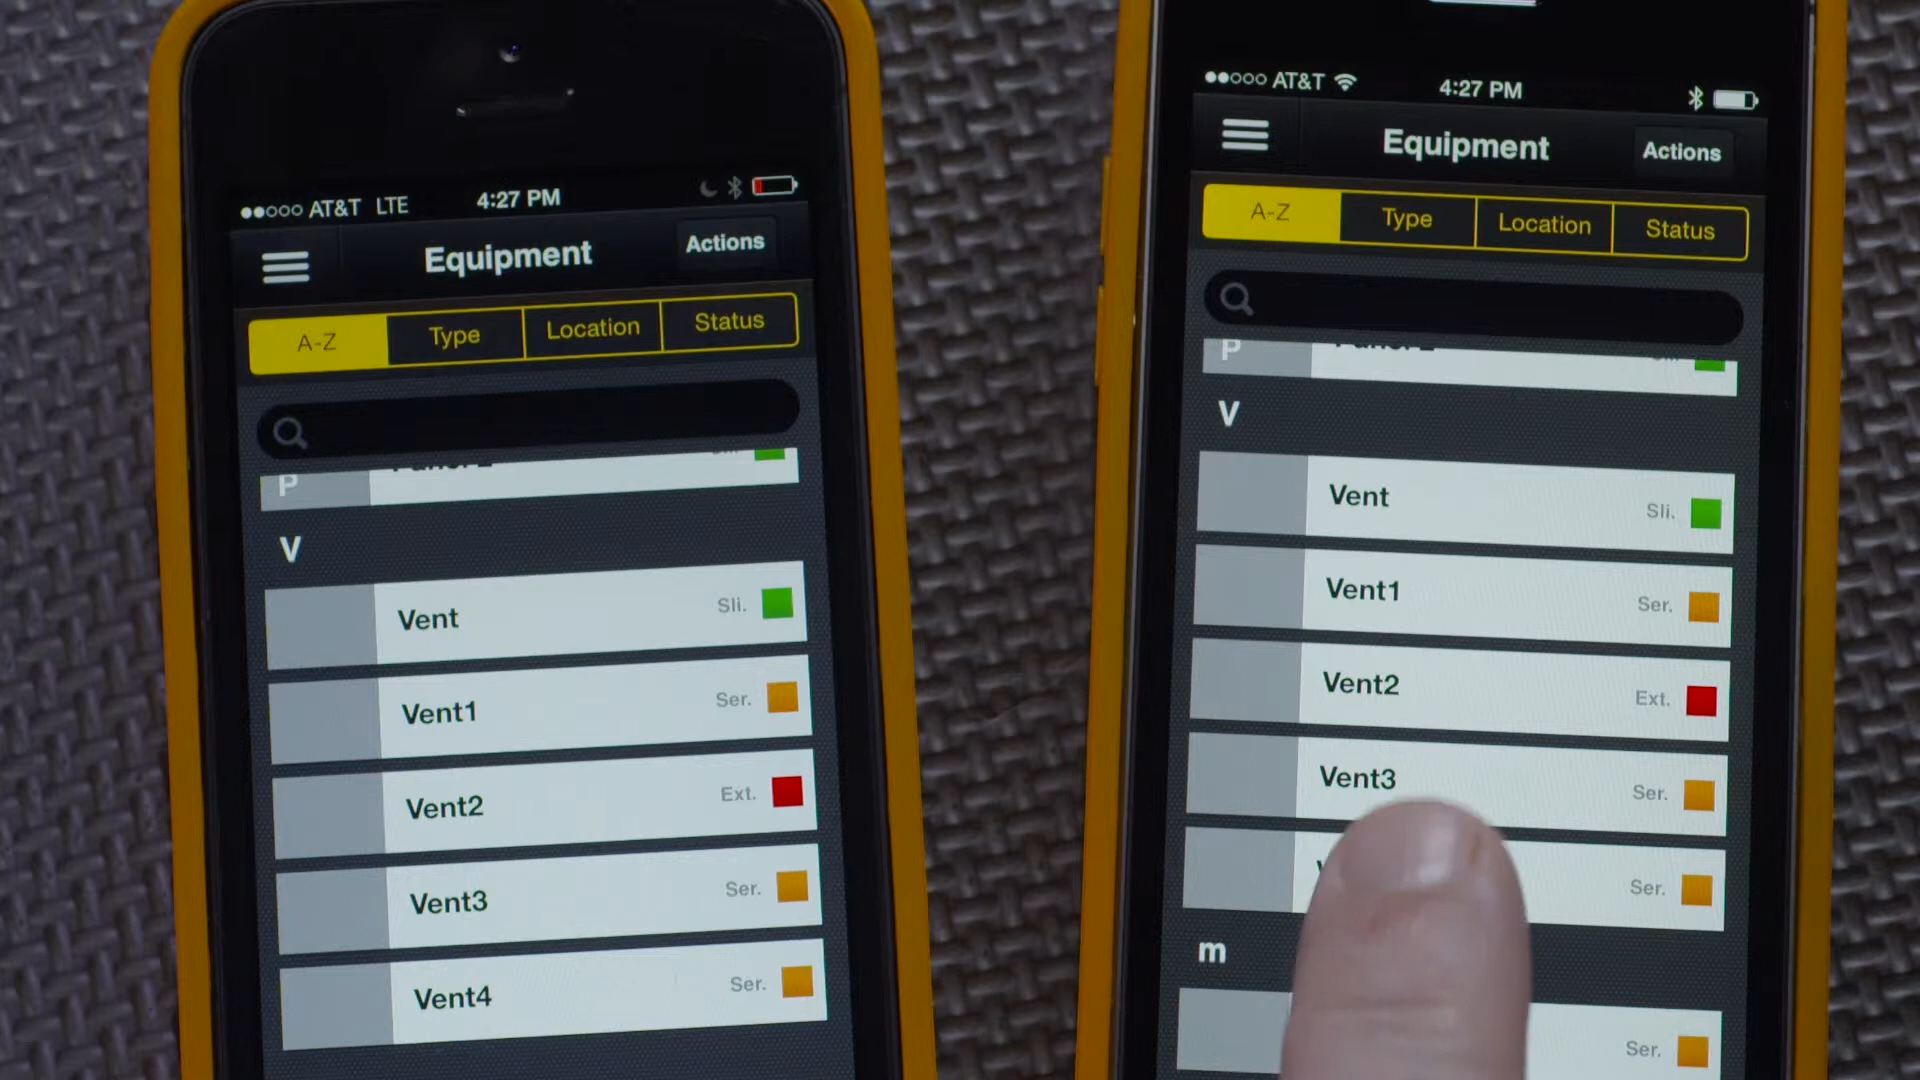 AT&T LTE 4:27 PM
Equipment Actions
A-Z Type Location Status
P
V
Vent Sli.
Vent1 Ser.
Vent2 Ext.
Vent3 Ser.
Vent4 Ser.
AT&T 4:27 PM
Equipment Actions
A-Z Type Location Status
P
V
Vent Sli.
Vent1 Ser.
Vent2 Ext.
Vent3 Ser.
Ser.
m
Ser.